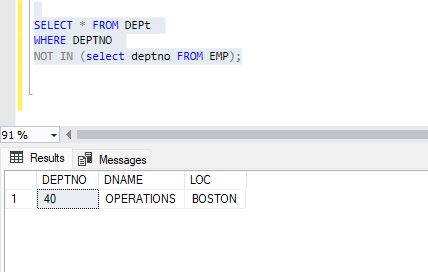 SELECT * FROM DEPt
WHERE DEPTNO
NOT IN (select deptno FROM EMP);
91 %
Results Messages
DEPTNO DNAME LOC
1 40 OPERATIONS BOSTON